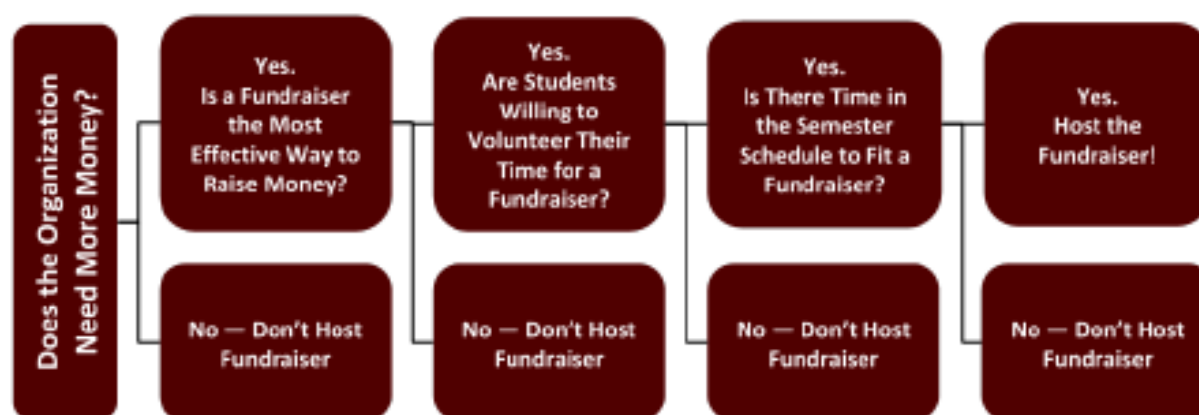 Does the Organization
Need More Money?
Yes.
Is a Fundraiser
the Most
Effective Way to
Raise Money?
No — Don't Host
Fundraiser
Yes.
Are Students
Willing to
Volunteer Their
Time for a
Fundraiser?
No — Don't Host
Fundraiser
Yes.
Is There Time in
the Semester
Schedule to Fit a
Fundraiser?
No — Don't Host
Fundraiser
Yes.
Host the
Fundraiser!
No — Don't Host
Fundraiser